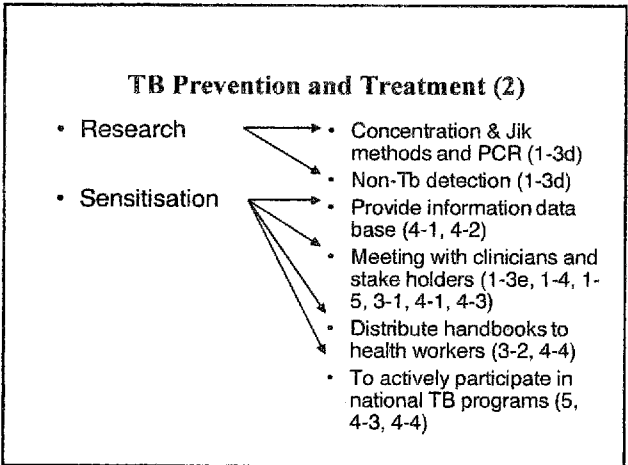 TB Prevention and Treatment (2)
• Research
• Sensitisation
• Concentration & Jik
methods and PCR (1-3d)
• Non-Tb detection (1-3d)
• Provide information data
base (4-1, 4-2)
• Meeting with clinicians and
stake holders (1-3e, 1-4, 1-
5, 3-1, 4-1, 4-3)
• Distribute handbooks to
health workers (3-2, 4-4)
• To actively participate in
national TB programs (5,
4-3, 4-4)